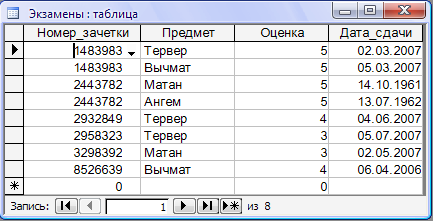 Экзамены : таблица
Номер_зачетки Предмет Оценка Дата_сдачи
1483983 Тервер 5 02.03.2007
1483983 Вычмат 5 05.03.2007
2443782 Матан 5 14.10.1961
2443782 Ангем 5 13.07.1962
2932849 Тервер 4 04.06.2007
2958323 Тервер 3 05.07.2007
3298392 Матан 3 02.05.2007
8526639 Вычмат 4 06.04.2006
0 0
Запись: 1 из 8